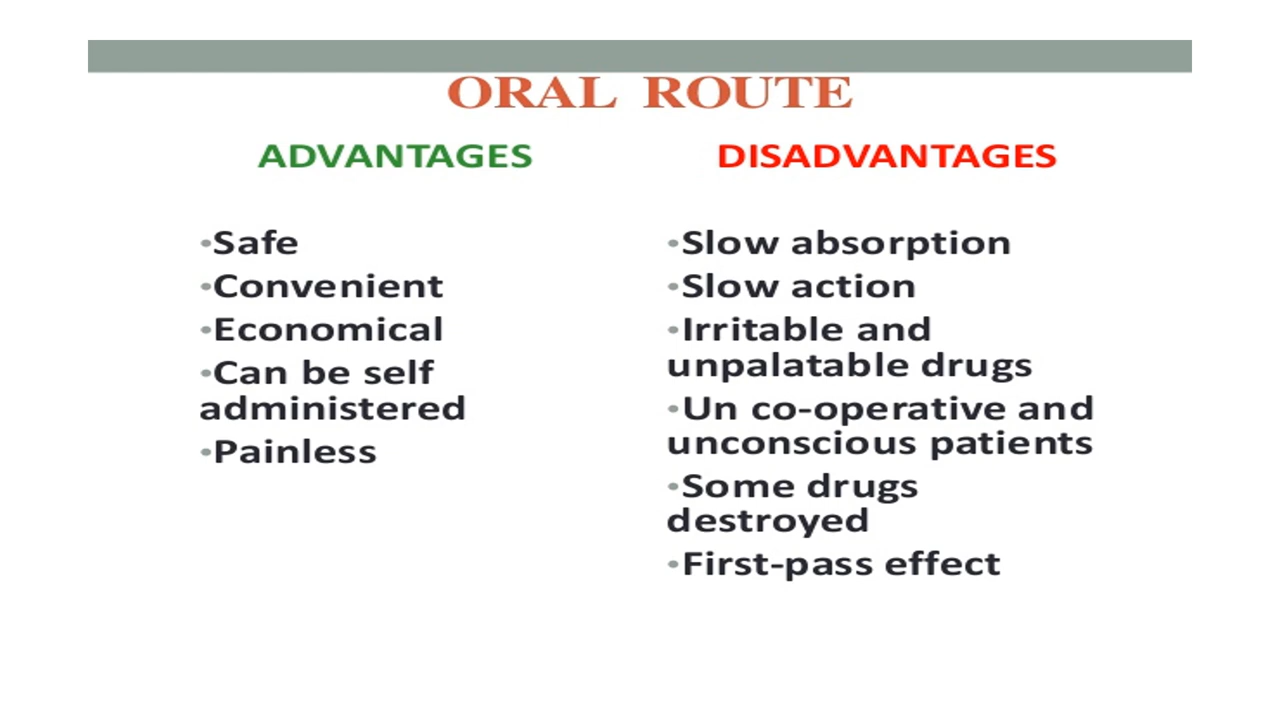 ORAL ROUTE
ADVANTAGES
•Safe
•Convenient
•Economical
•Can be self
administered
•Painless
DISADVANTAGES
•Slow absorption
•Slow action
•Irritable and
unpalatable drugs
•Un co-operative and
unconscious patients
•Some drugs
destroyed
•First-pass effect